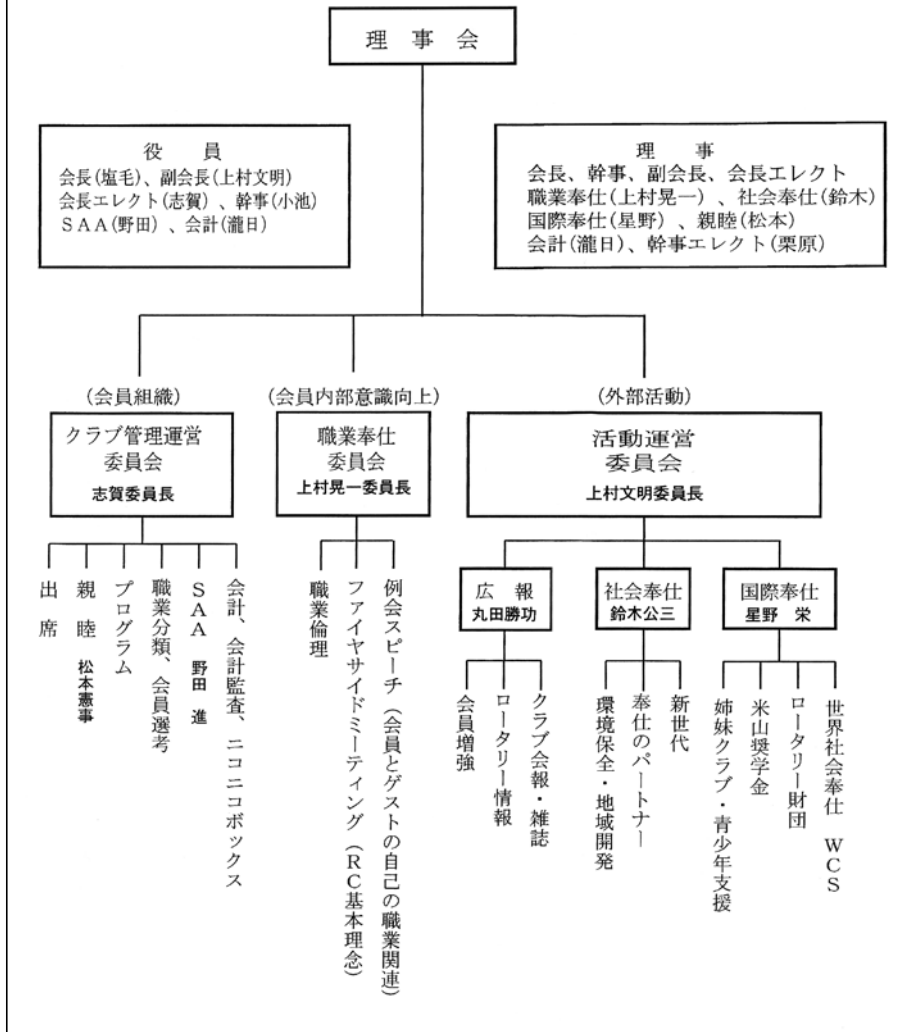 理事会
役員
会長(塩毛)、副会長(上村文明)
会長エレクト(志賀)、幹事(小池)
SAA(野田)、会計(瀧日)
理事
会長、幹事、副会長、会長エレクト
職業奉仕(上村晃一)、社会奉仕(鈴木)
国際奉仕(星野)、親睦(松本)
会計(瀧日)、幹事エレクト(栗原)
(会員組織)
クラブ管理運営
委員会
志賀委員長
出席
親睦 松本憲事
プログラム
職業分類、会員選考
SAA 野田 進
会計、会計監査、ニコニコボックス
(会員内部意識向上)
職業奉仕
委員会
上村晃一委員長
職業倫理
ファイヤサイドミーティング(RC基本理念)
例会スピーチ(会員とゲストの自己の職業関連)
(外部活動)
活動運営
委員会
上村文明委員長
広報
丸田勝功
会員増強
ロータリー情報
クラブ会報・雑誌
社会奉仕
鈴木公三
環境保全・地域開発
奉仕のパートナー
新世代
国際奉仕
星野 栄
姉妹クラブ・青少年支援
米山奨学金
ロータリー財団
世界社会奉仕 WCS